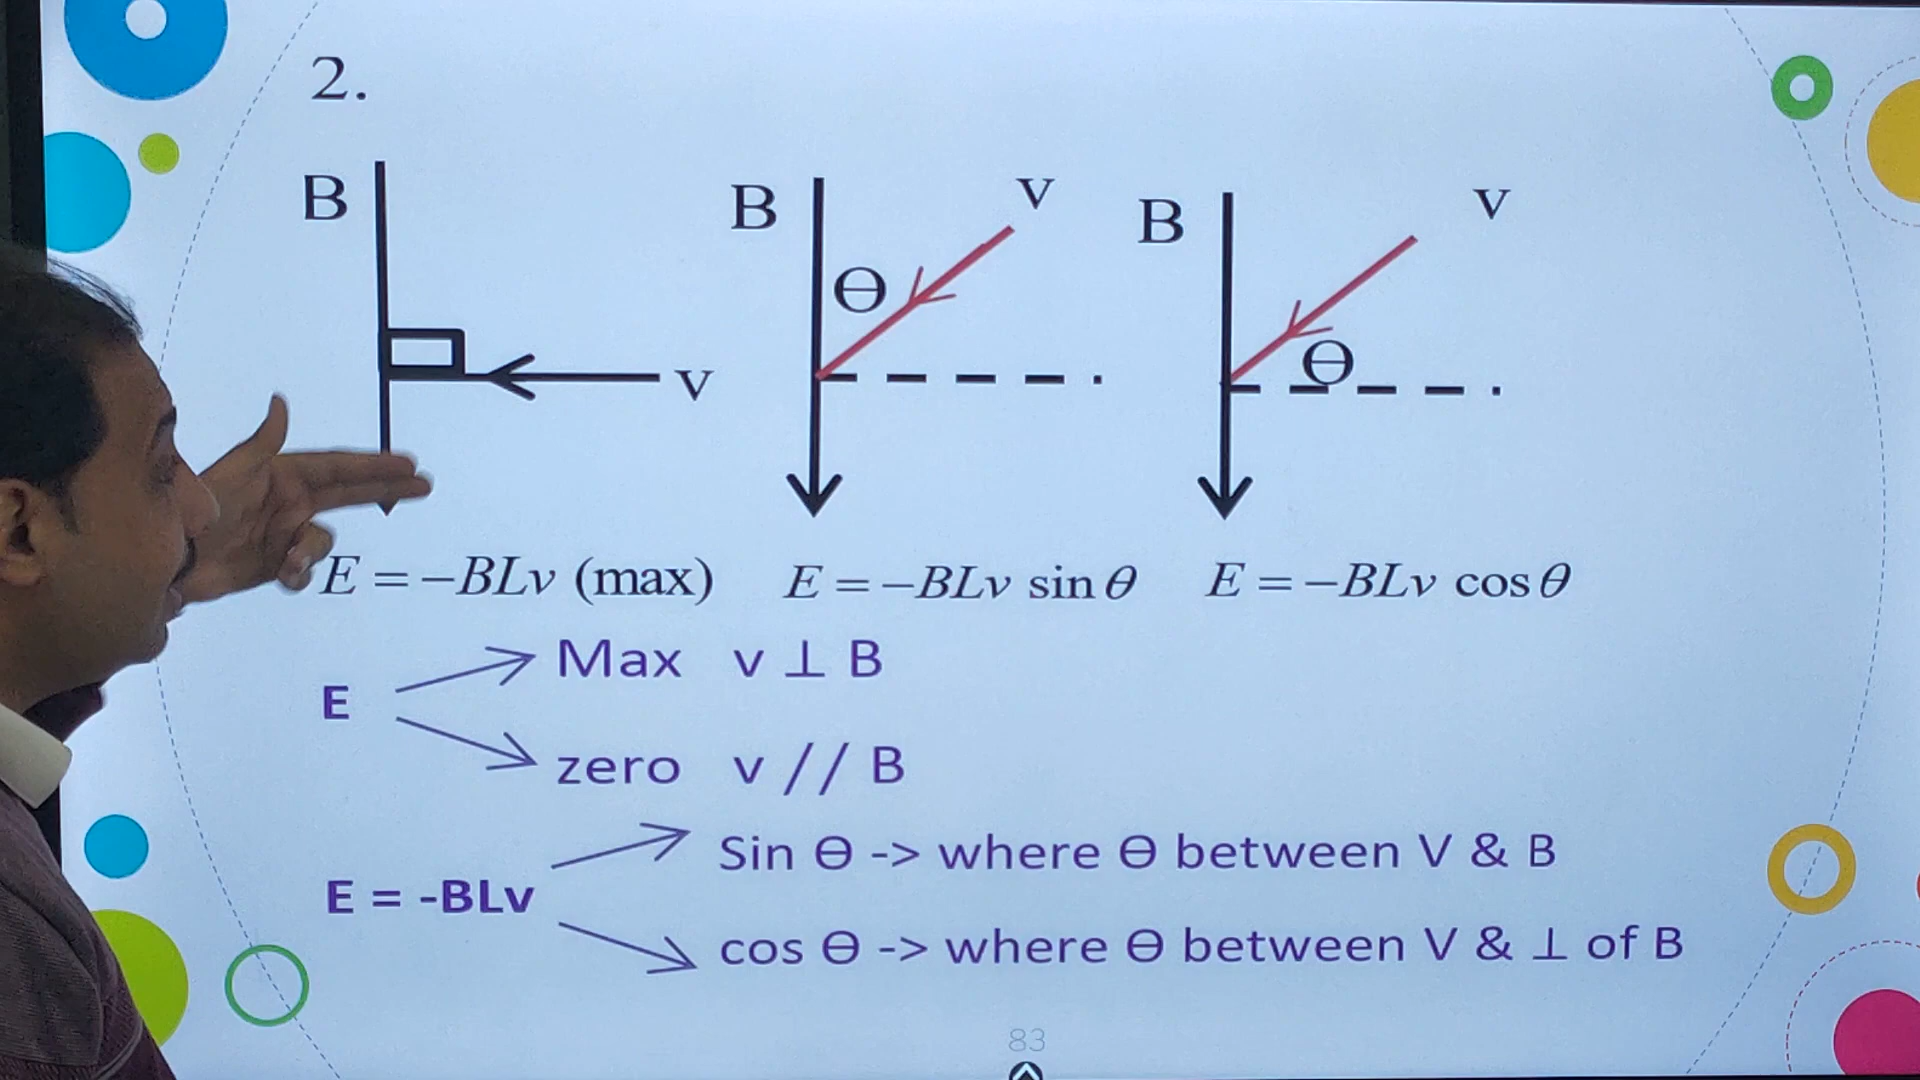 2.
B
v
B
Ө
v
B
Ө
v
E = −BLv (max)
E = −BLv sin θ
E = −BLv cos θ
E
Max v ⊥ B
zero v // B
E = -BLv
Sin Ө -> where Ө between V & B
cos Ө -> where Ө between V & ⊥ of B
83